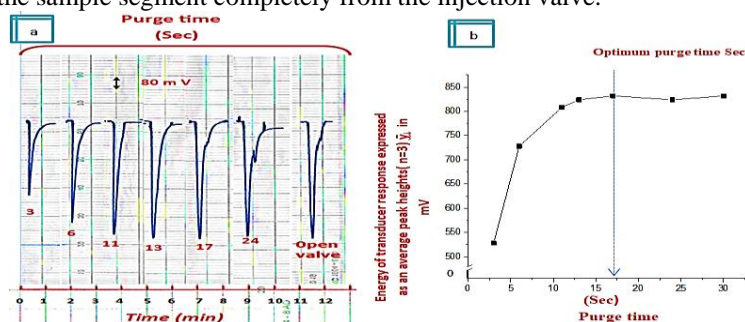 the sample segment completely from the injection valve.
a
Purge time
(Sec)
80 m V
3
6
11
13
17
24
Open
valve
0 1 2 3 4 5 6 7 8 9 10 11 12
Time (min)
b
Optimum purge time Sec
Energy of transducer response expressed
as an average peak heights( n=3) ȳᵢ in
mV
850
800
750
700
650
600
550
500
0
0 5 10 15 20 25 30
(Sec)
Purge time